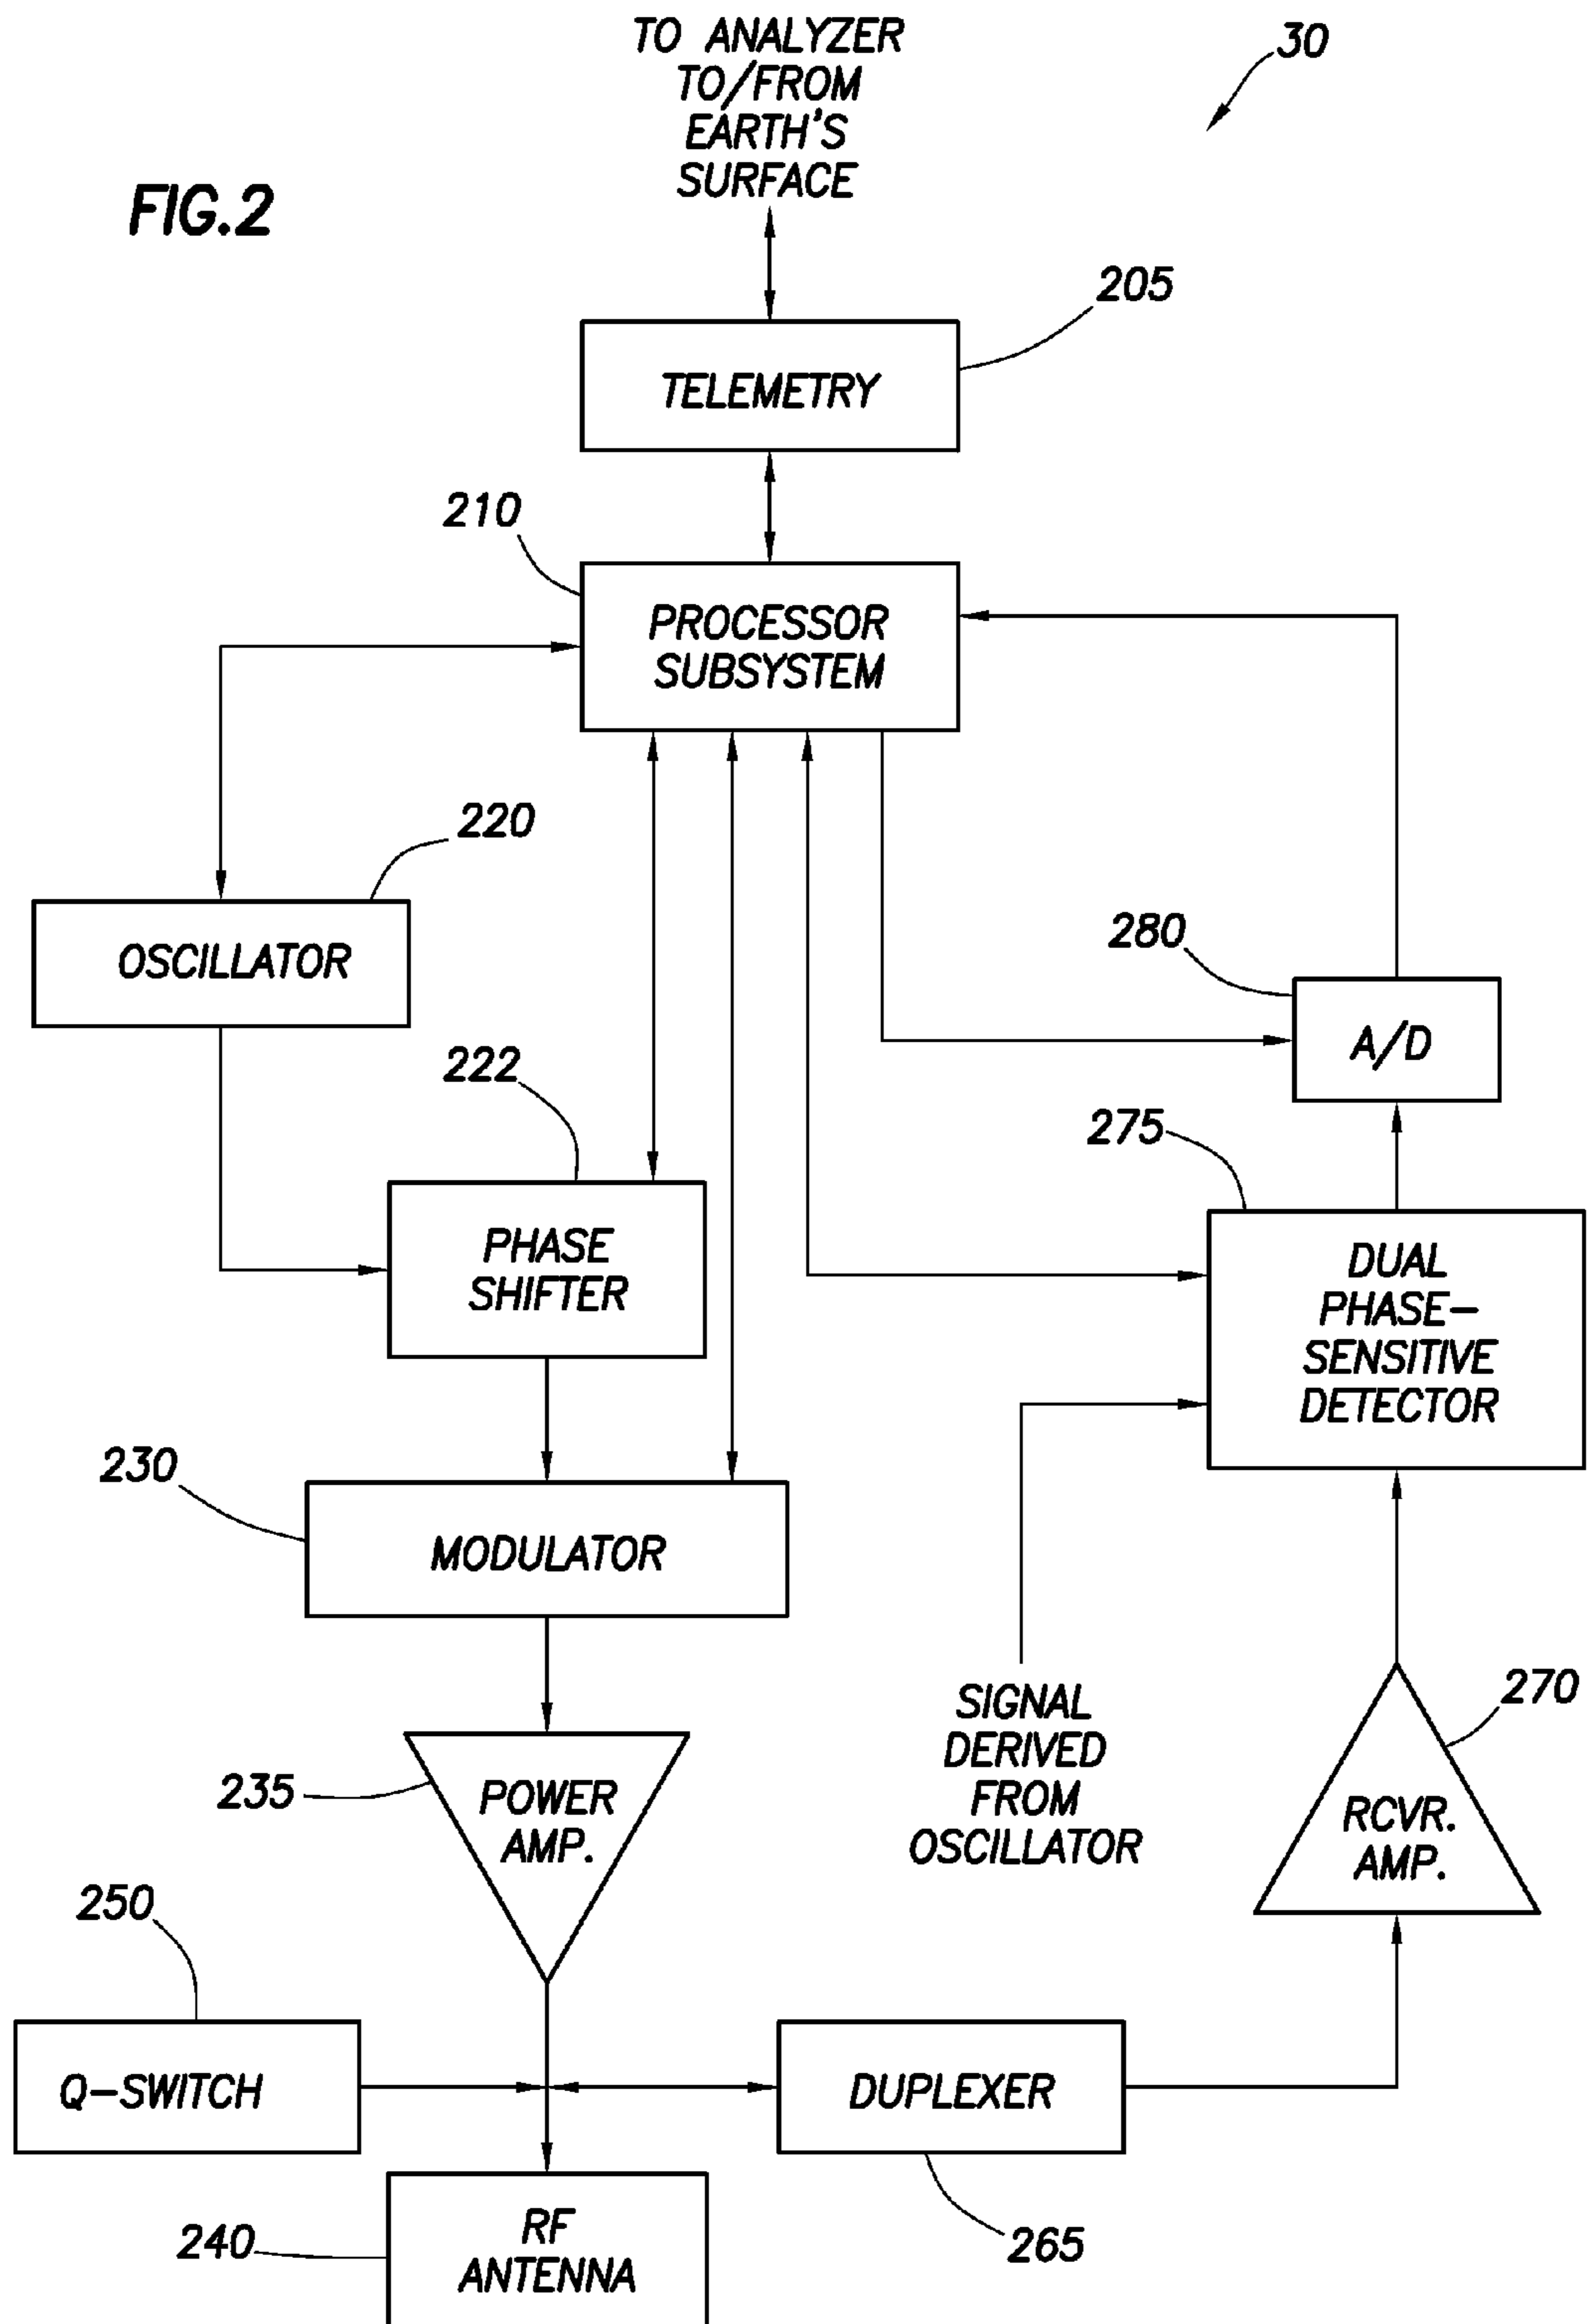 TO ANALYZER
TO/FROM
EARTH'S
SURFACE
30
FIG.2
205
TELEMETRY
210
PROCESSOR
SUBSYSTEM
220
OSCILLATOR
280
A/D
222
275
PHASE
SHIFTER
DUAL
PHASE-
SENSITIVE
DETECTOR
230
MODULATOR
SIGNAL
DERIVED
FROM
OSCILLATOR
270
235
POWER
AMP.
RCVR.
AMP.
250
Q-SWITCH
DUPLEXER
240
RF
ANTENNA
265